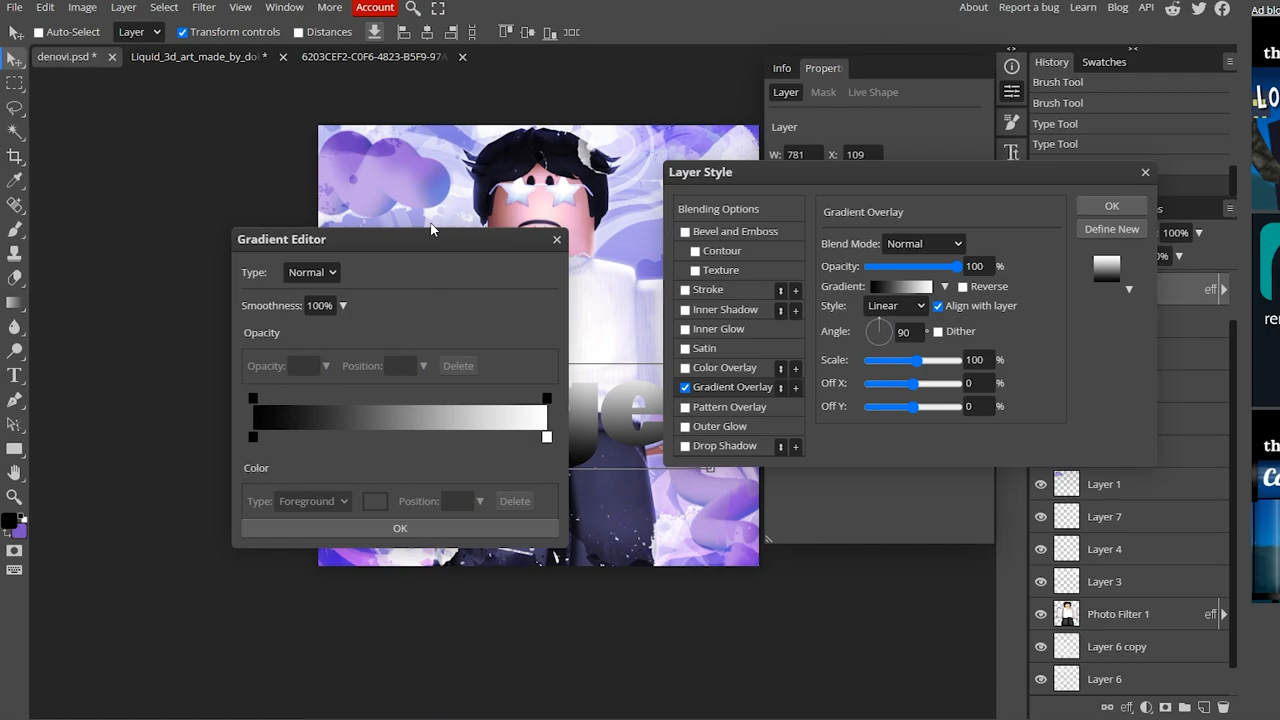 File Edit Image Layer Select Filter View Window More Account About Report a bug Learn Blog API
Auto-Select Layer Transform controls Distances
denovi.psd * Liquid_3d_art_made_by_do * 6203CEF2-C0F6-4823-B5F9-97A
Info Propert
Layer Mask Live Shape
Layer
W: 781 X: 109
History Swatches
Brush Tool
Brush Tool
Type Tool
Type Tool
100%
eff
Layer 1
Layer 7
Layer 4
Layer 3
Photo Filter 1 eff
Layer 6 copy
Layer 6
eff
Layer Style
Blending Options
Bevel and Emboss
Contour
Texture
Stroke
Inner Shadow
Inner Glow
Satin
Color Overlay
Gradient Overlay
Pattern Overlay
Outer Glow
Drop Shadow
Gradient Overlay
Blend Mode: Normal
Opacity: 100 %
Gradient: Reverse
Style: Linear Align with layer
Angle: 90 ° Dither
Scale: 100 %
Off X: 0 %
Off Y: 0 %
OK
Define New
Gradient Editor
Type: Normal
Smoothness: 100%
Opacity
Opacity: Position: Delete
Color
Type: Foreground Position: Delete
OK
Ad blo